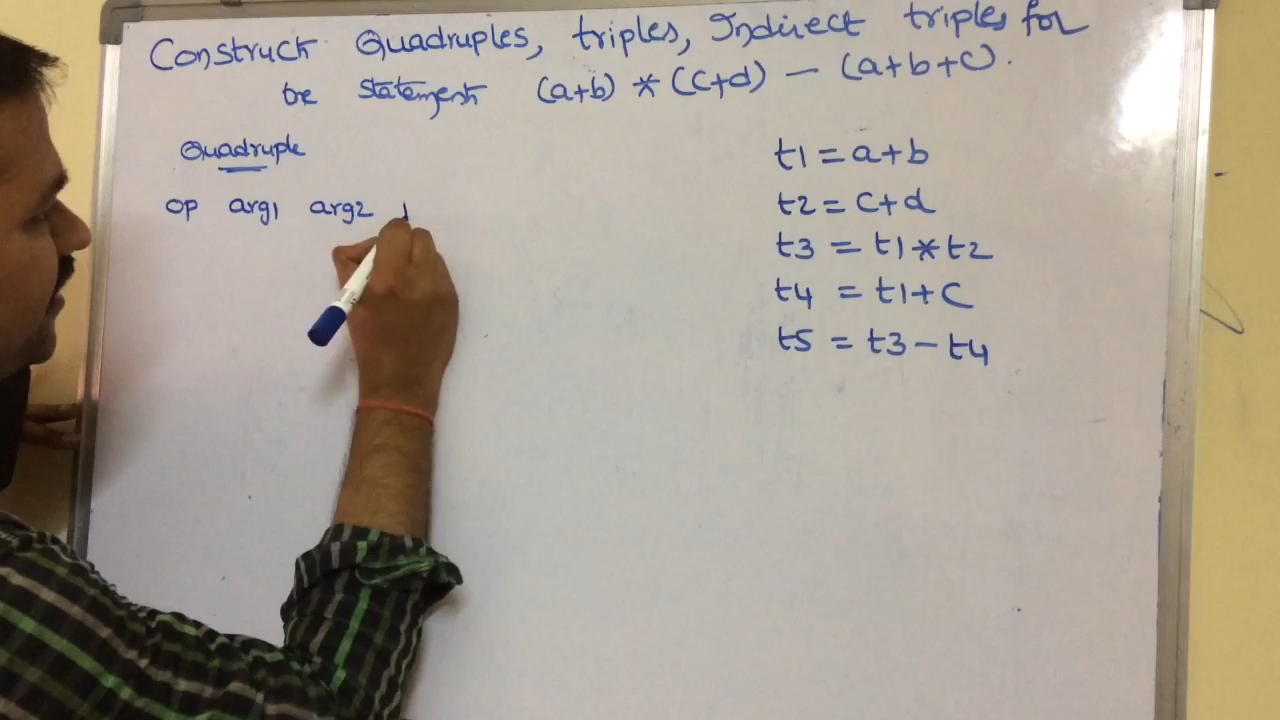 Construct Quadruples, triples, Indirect triples for
the statement (a+b) * (c+d) - (a+b+c).
Quadruple
op arg1 arg2
t1 = a+b
t2 = c+d
t3 = t1*t2
t4 = t1+c
t5 = t3-t4